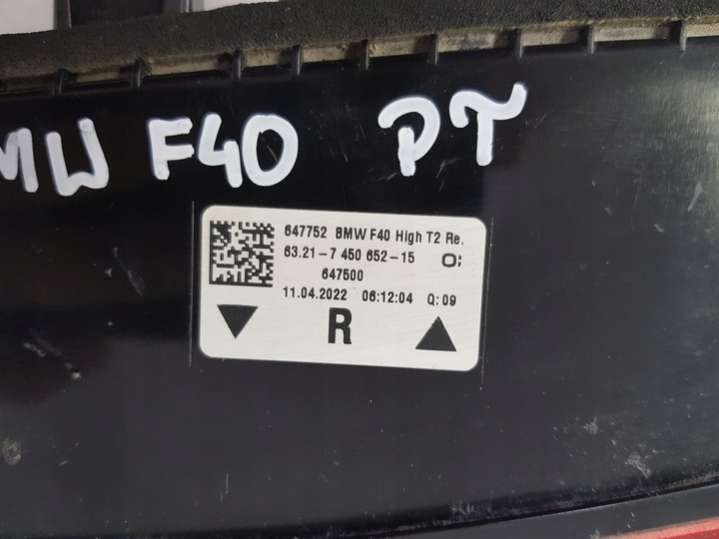 MW F40 PT
647752 BMW F40 High T2 Re.
63.21-7 450 652-15 O:
647500
11.04.2022 06:12:04 Q:09
R